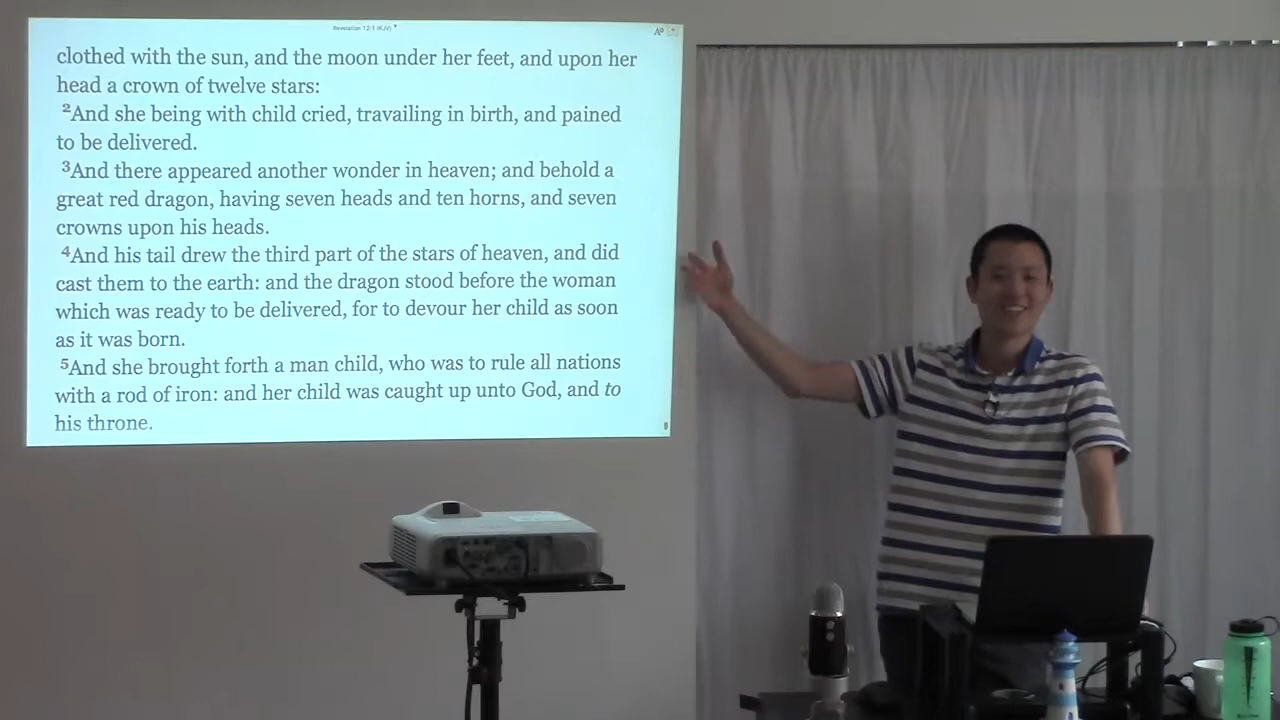 Revelation 12:1 (KJV)
clothed with the sun, and the moon under her feet, and upon her
head a crown of twelve stars:
2And she being with child cried, travailing in birth, and pained
to be delivered.
3And there appeared another wonder in heaven; and behold a
great red dragon, having seven heads and ten horns, and seven
crowns upon his heads.
4And his tail drew the third part of the stars of heaven, and did
cast them to the earth: and the dragon stood before the woman
which was ready to be delivered, for to devour her child as soon
as it was born.
5And she brought forth a man child, who was to rule all nations
with a rod of iron: and her child was caught up unto God, and to
his throne.